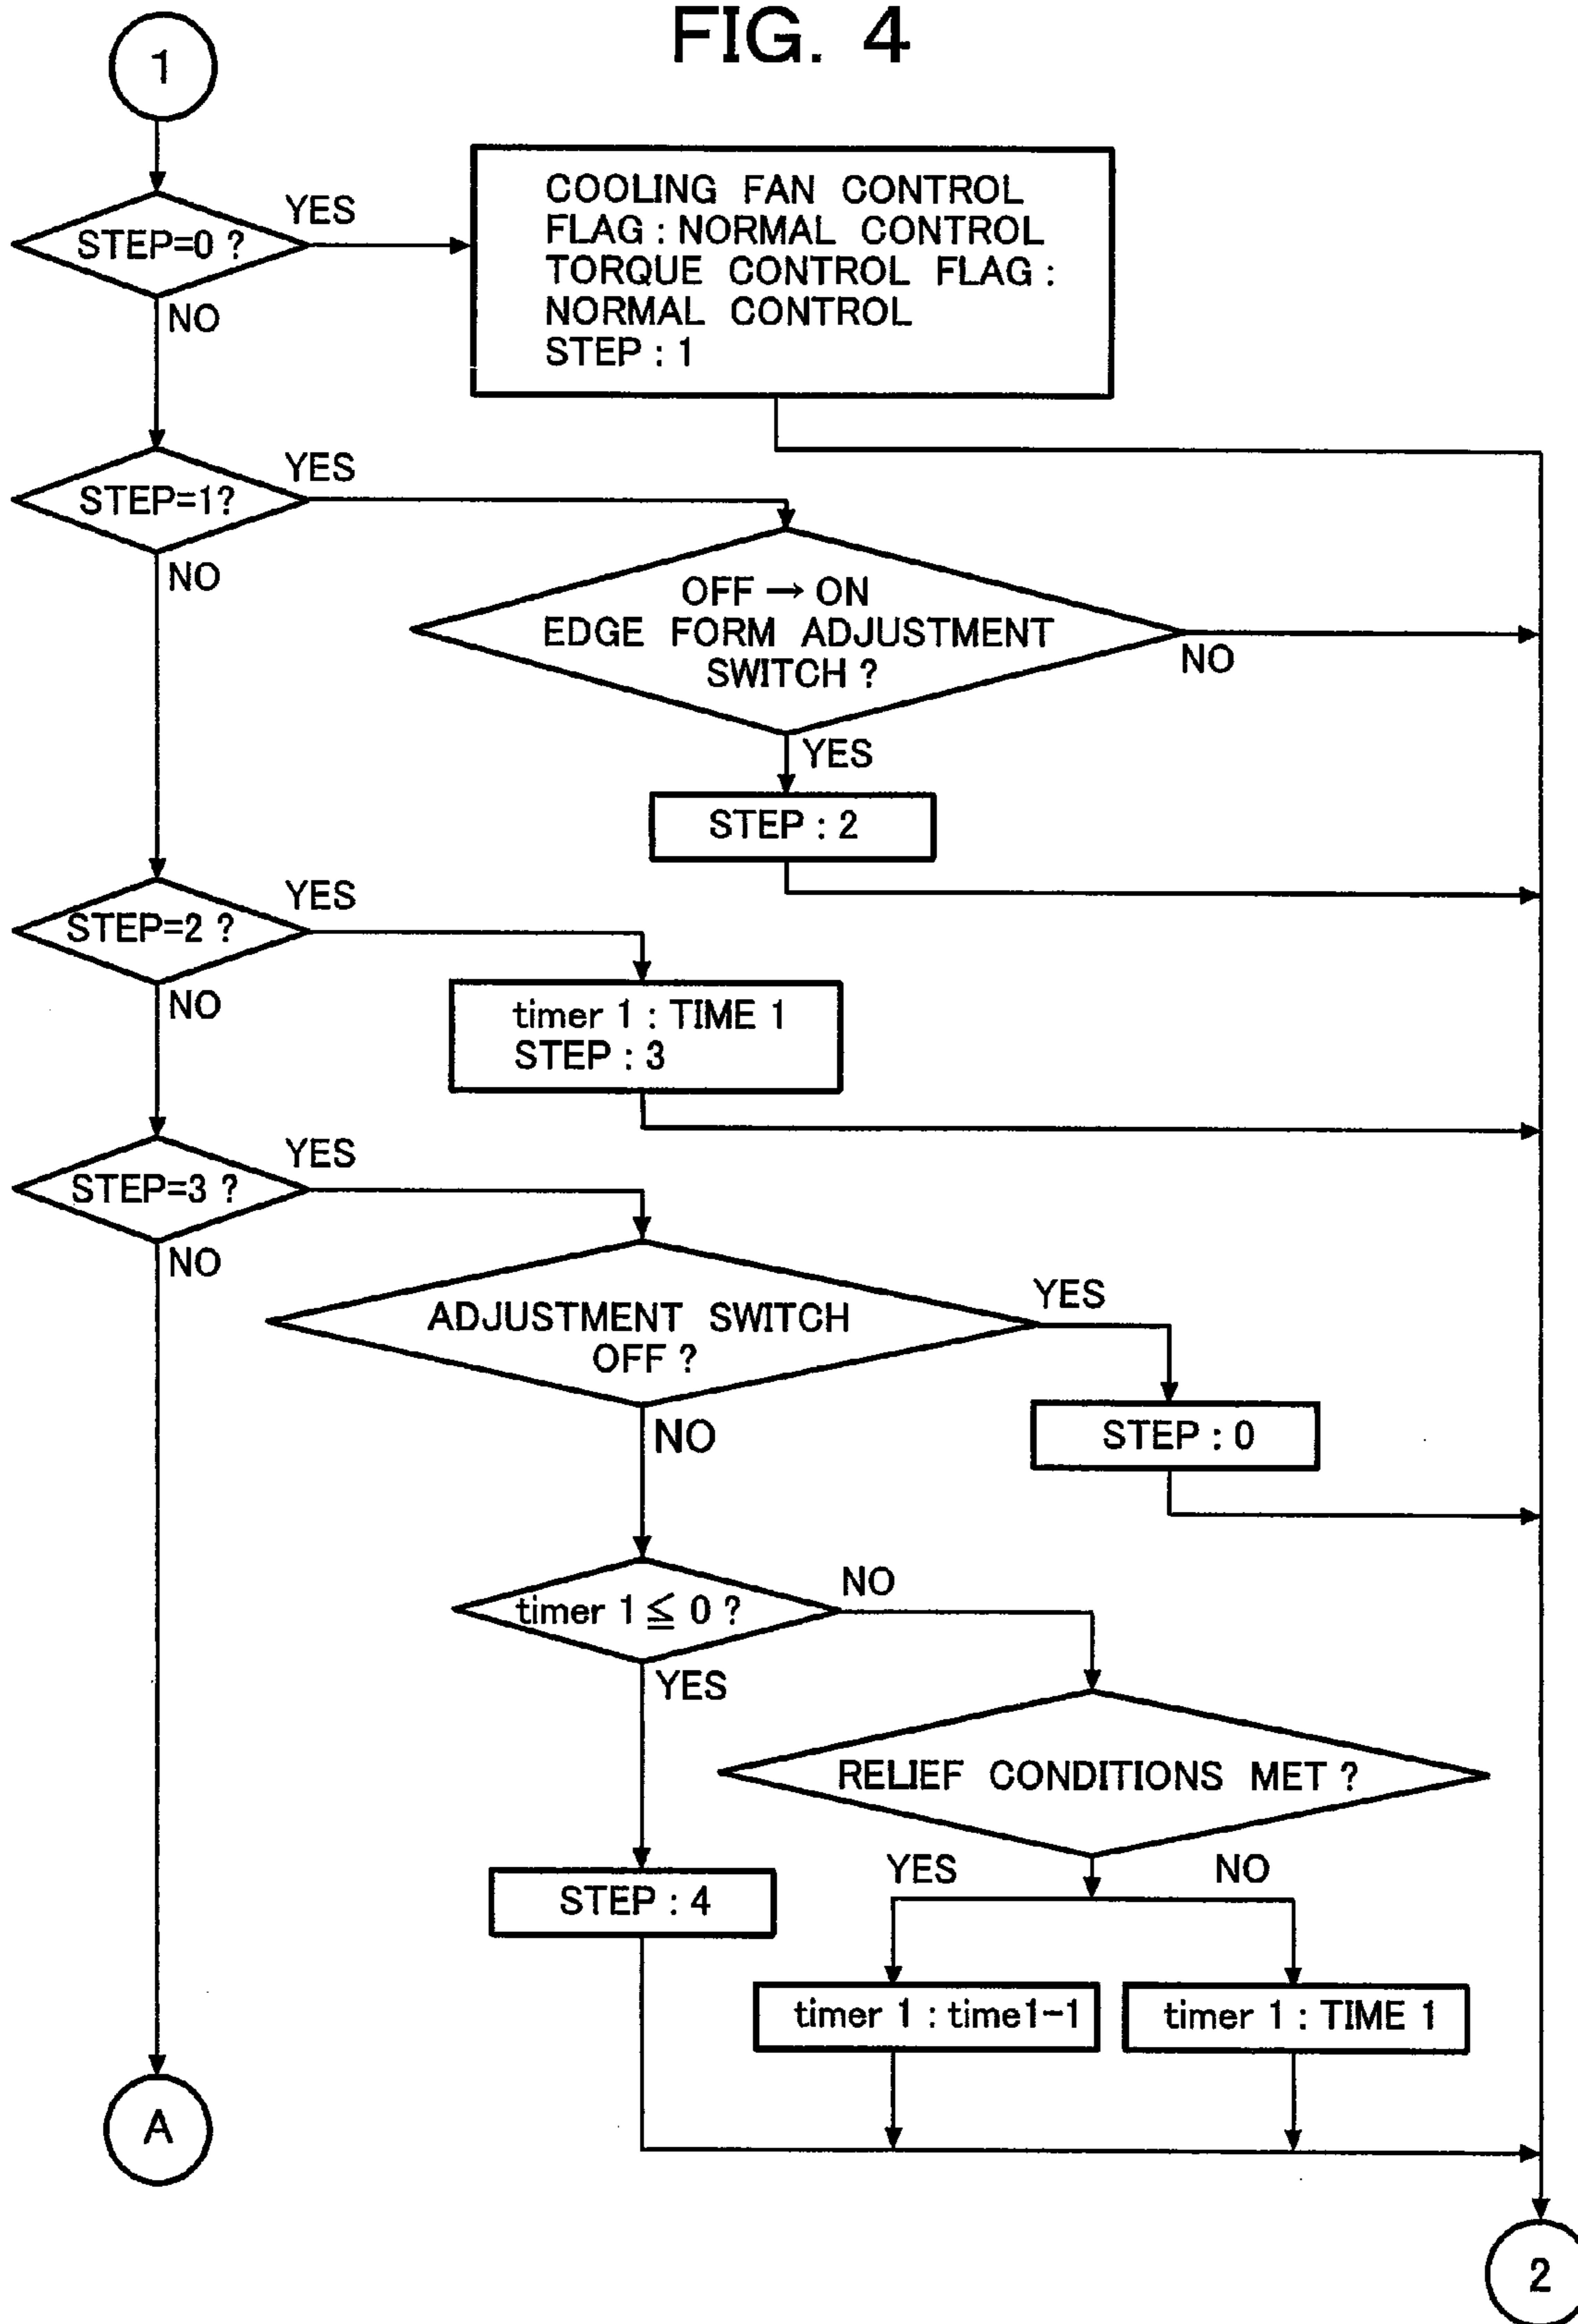 FIG. 4
1
STEP=0 ?
YES
NO
COOLING FAN CONTROL
FLAG : NORMAL CONTROL
TORQUE CONTROL FLAG :
NORMAL CONTROL
STEP : 1
STEP=1?
YES
NO
OFF → ON
EDGE FORM ADJUSTMENT
SWITCH ?
NO
YES
STEP : 2
STEP=2 ?
YES
NO
timer 1 : TIME 1
STEP : 3
STEP=3 ?
YES
NO
ADJUSTMENT SWITCH
OFF ?
YES
NO
STEP : 0
timer 1 ≦ 0 ?
NO
YES
RELIEF CONDITIONS MET ?
YES
NO
STEP : 4
timer 1 : time1-1
timer 1 : TIME 1
A
2